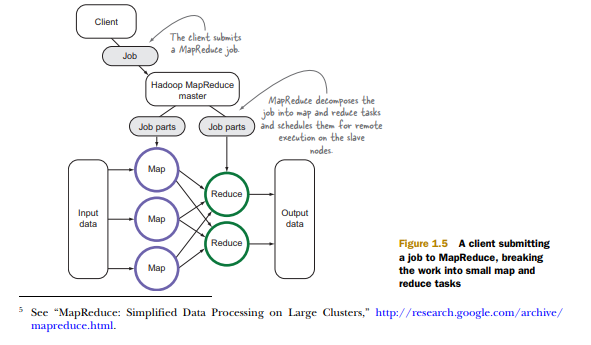 Client
The client submits
a MapReduce job.
Job
Hadoop MapReduce
master
MapReduce decomposes the
job into map and reduce tasks
and schedules them for remote
execution on the slave
nodes.
Job parts
Job parts
Map
Map
Map
Reduce
Reduce
Input
data
Output
data
Figure 1.5 A client submitting
a job to MapReduce, breaking
the work into small map and
reduce tasks
5 See “MapReduce: Simplified Data Processing on Large Clusters,” http://research.google.com/archive/
mapreduce.html.